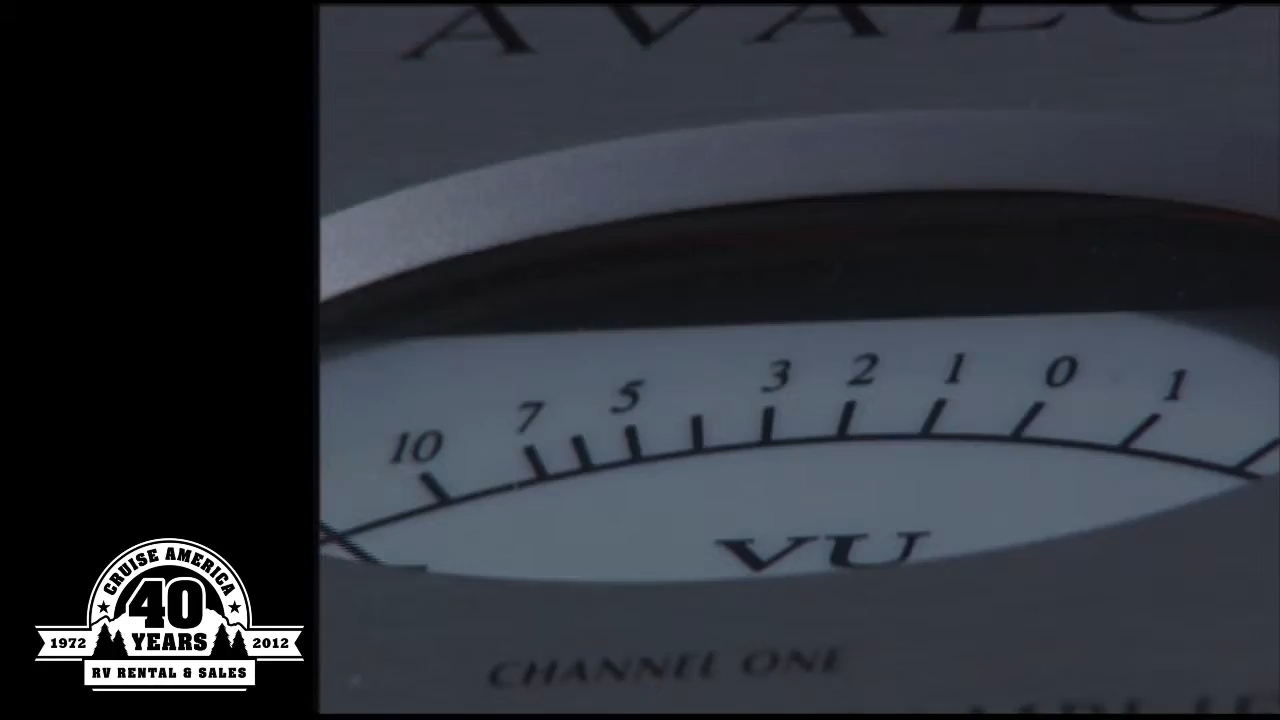 AVALO
10 7 5 3 2 1 0 1
VU
CHANNEL ONE
CRUISE AMERICA
40
YEARS
1972
2012
RV RENTAL & SALES